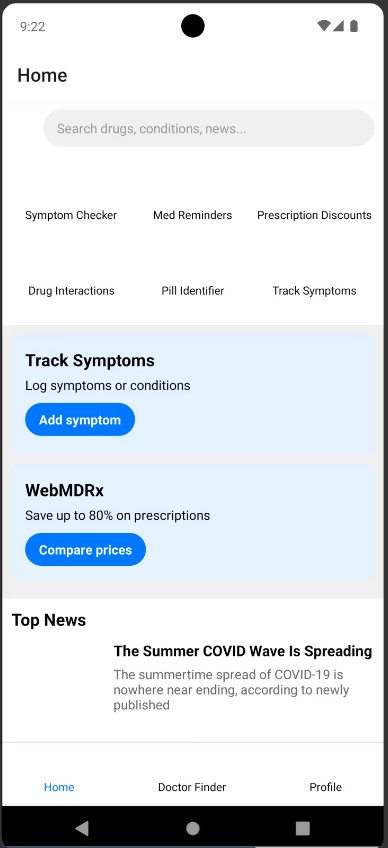 9:22
Home
Search drugs, conditions, news...
Symptom Checker Med Reminders Prescription Discounts
Drug Interactions Pill Identifier Track Symptoms
Track Symptoms
Log symptoms or conditions
Add symptom
WebMDRx
Save up to 80% on prescriptions
Compare prices
Top News
The Summer COVID Wave Is Spreading
The summertime spread of COVID-19 is
nowhere near ending, according to newly
published
Home Doctor Finder Profile